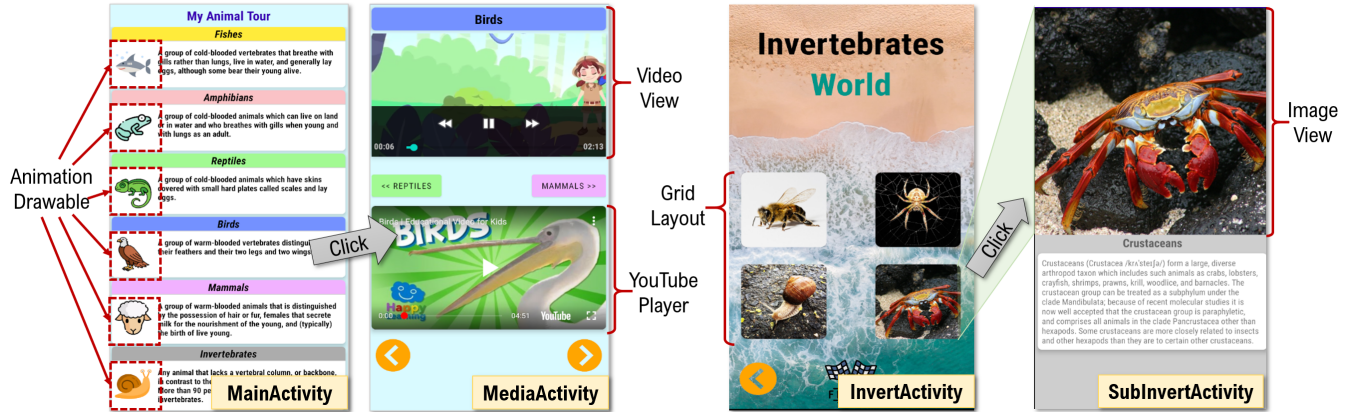 My Animal Tour
Fishes
A group of cold-blooded vertebrates that breathe with
gills rather than lungs, live in water, and generally lay
eggs, although some bear their young alive.
Amphibians
A group of cold-blooded animals which can live on land
or in water and who breathes with gills when young and
with lungs as an adult.
Reptiles
A group of cold-blooded animals which have skins
covered with small hard plates called scales and lay
eggs.
Birds
A group of warm-blooded vertebrates distingu
their feathers and their two legs and two wings
Mammals
A group of warm-blooded animals that is distinguished
by the possession of hair or fur, females that secrete
milk for the nourishment of the young, and (typically)
the birth of live young.
Invertebrates
Any animal that lacks a vertebral column, or backbone,
in contrast to the
More than 90 pe
invertebrates.
MainActivity
Animation
Drawable
Click
Birds
00:06
02:13
<< REPTILES
MAMMALS >>
Birds | Educational Video for Kids
BIRDS
Happy
Learning
0:00
04:51
YouTube
MediaActivity
Video
View
YouTube
Player
Invertebrates
World
Grid
Layout
InvertActivity
Click
Crustaceans
Crustaceans (Crustacea /krʌˈsteɪʃə/) form a large, diverse
arthropod taxon which includes such animals as crabs, lobsters,
crayfish, shrimps, prawns, krill, woodlice, and barnacles. The
crustacean group can be treated as a subphylum under the
clade Mandibulata; because of recent molecular studies it is
now well accepted that the crustacean group is paraphyletic,
and comprises all animals in the clade Pancrustacea other than
hexapods. Some crustaceans are more closely related to insects
and other hexapods than they are to certain other crustaceans.
SubInvertActivity
Image
View